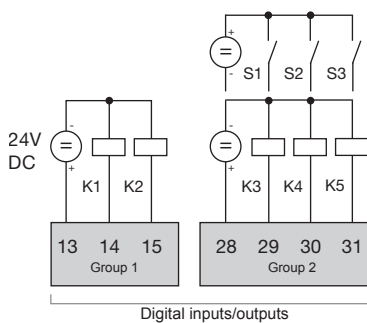 +
=
-
S1 S2 S3
24V
DC
-
=
+
K1 K2
-
=
+
K3 K4 K5
13 14 15
Group 1
28 29 30 31
Group 2
Digital inputs/outputs